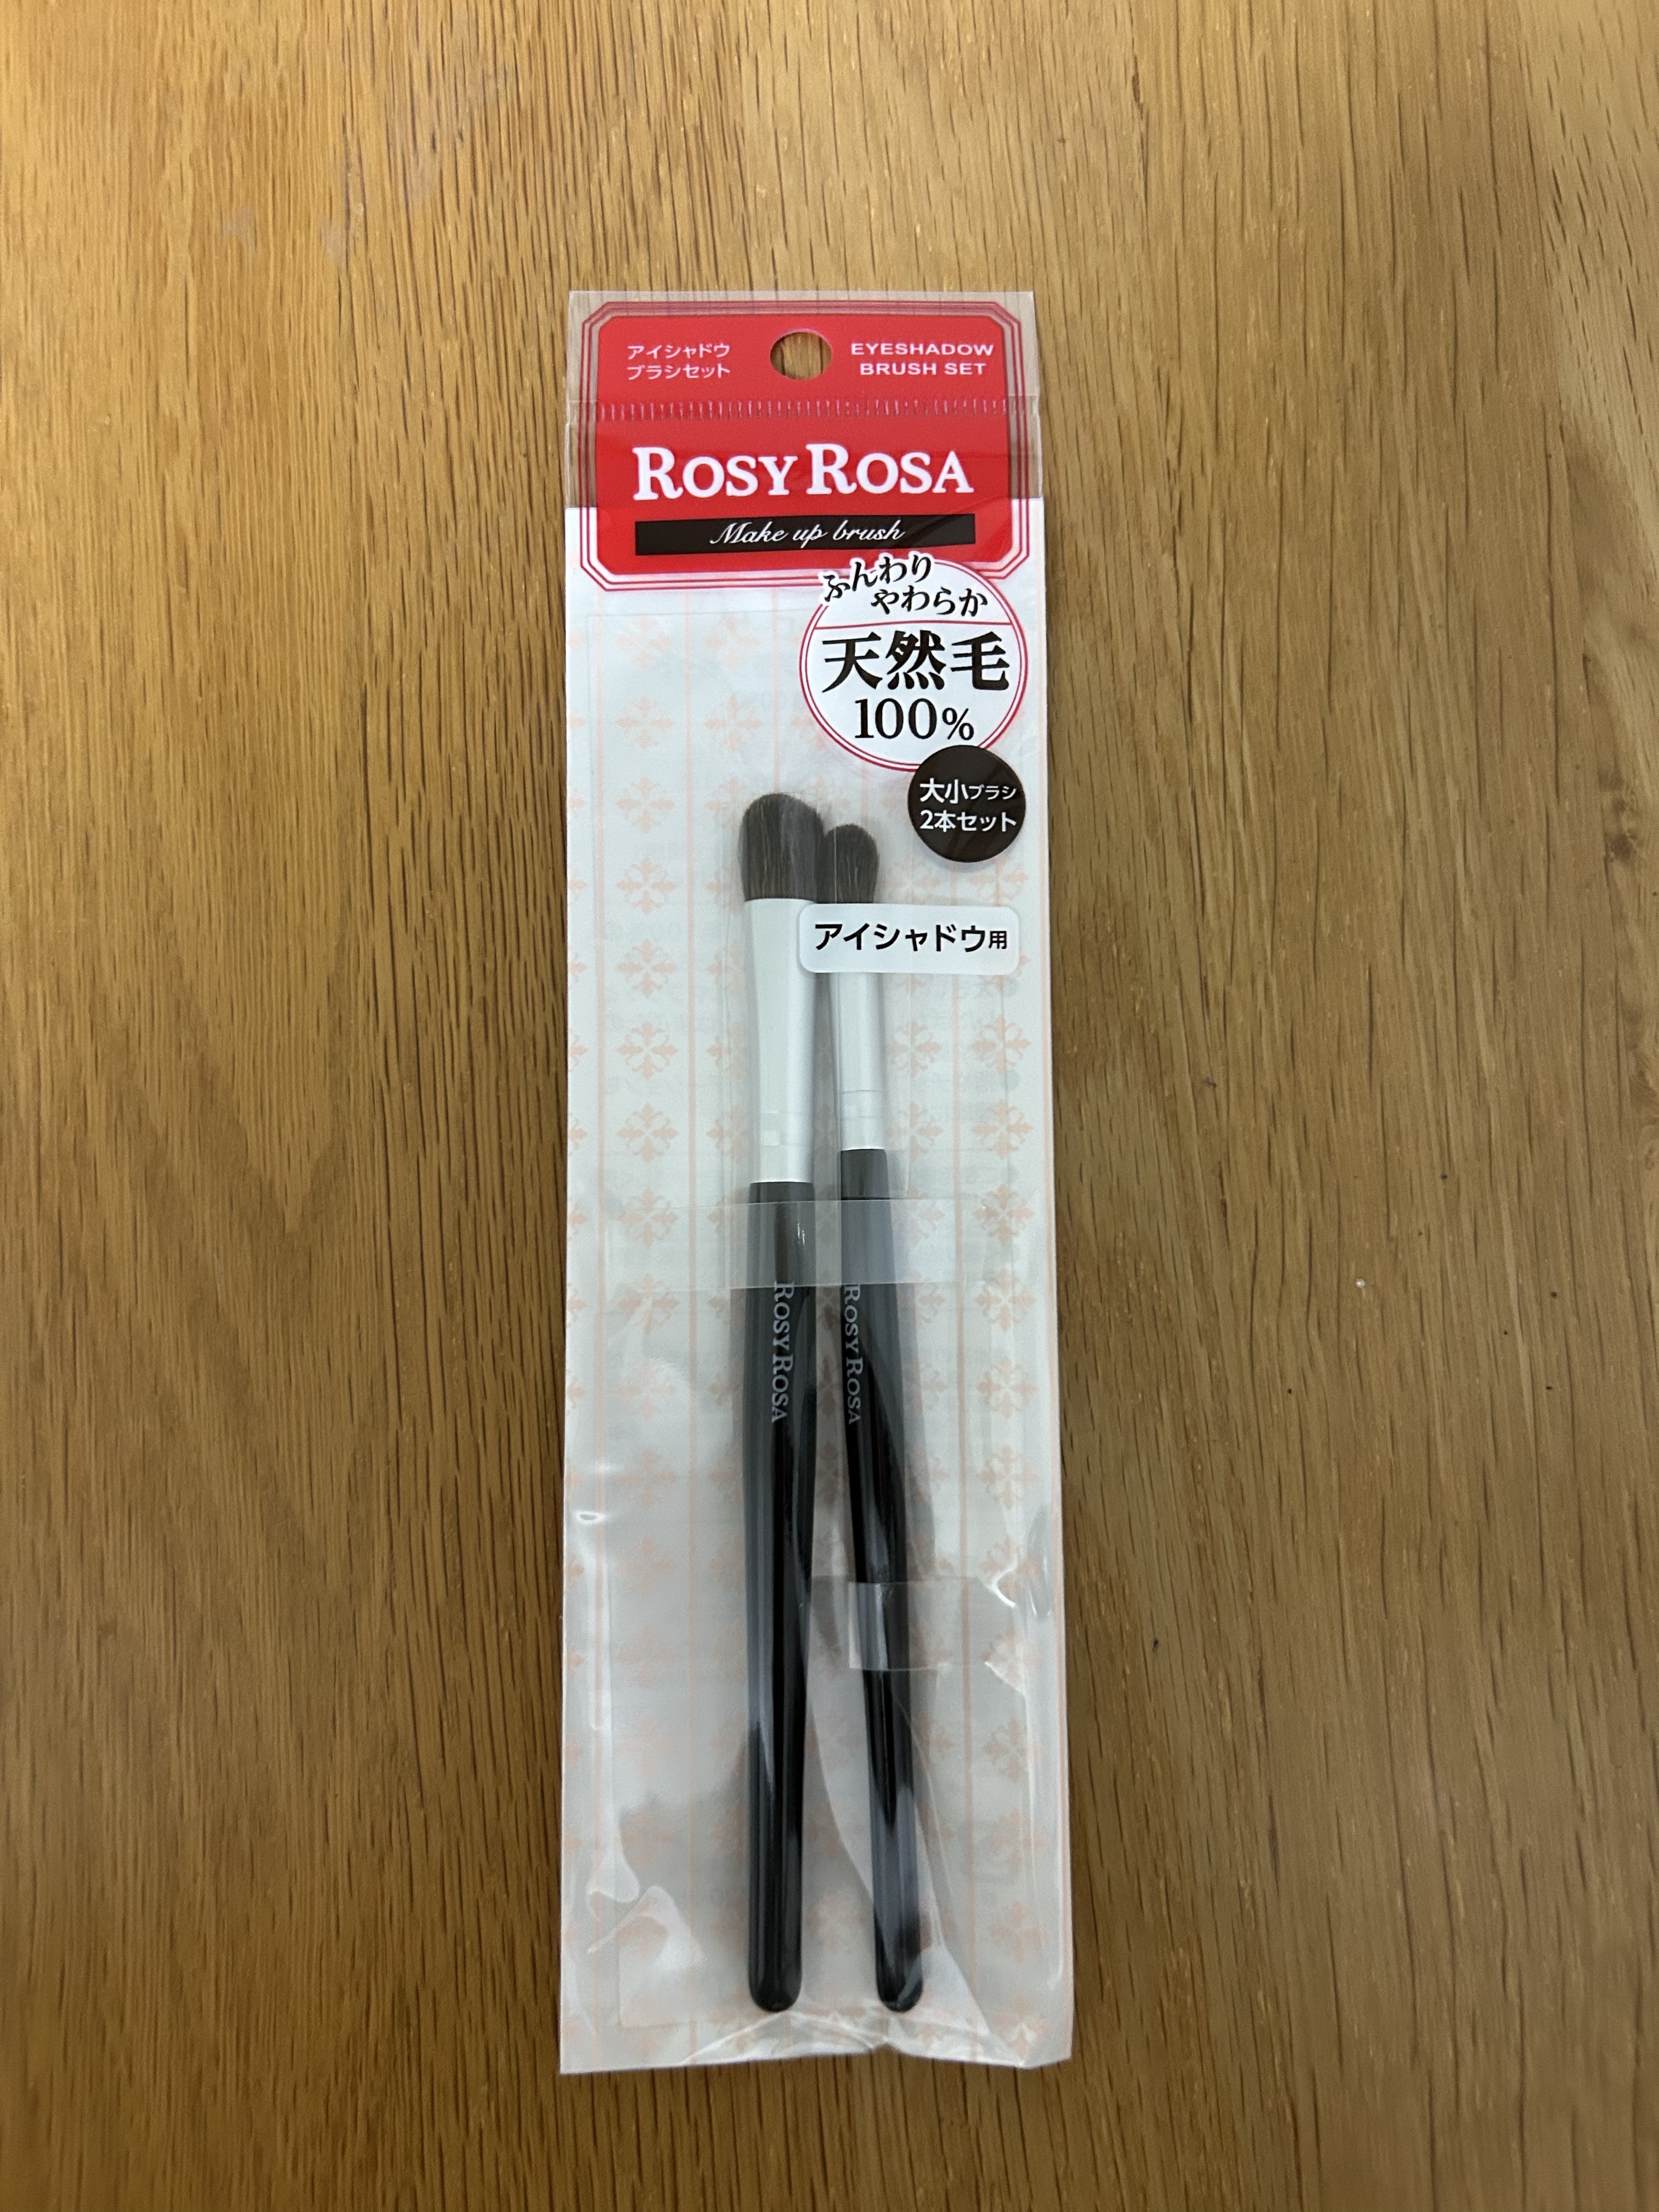 アイシャドウ
ブラシセット
EYESHADOW
BRUSH SET
ROSY ROSA
Make up brush
ふんわり
やわらか
天然毛
100%
大小ブラシ
2本セット
アイシャドウ用
ROSY ROSA
ROSY ROSA